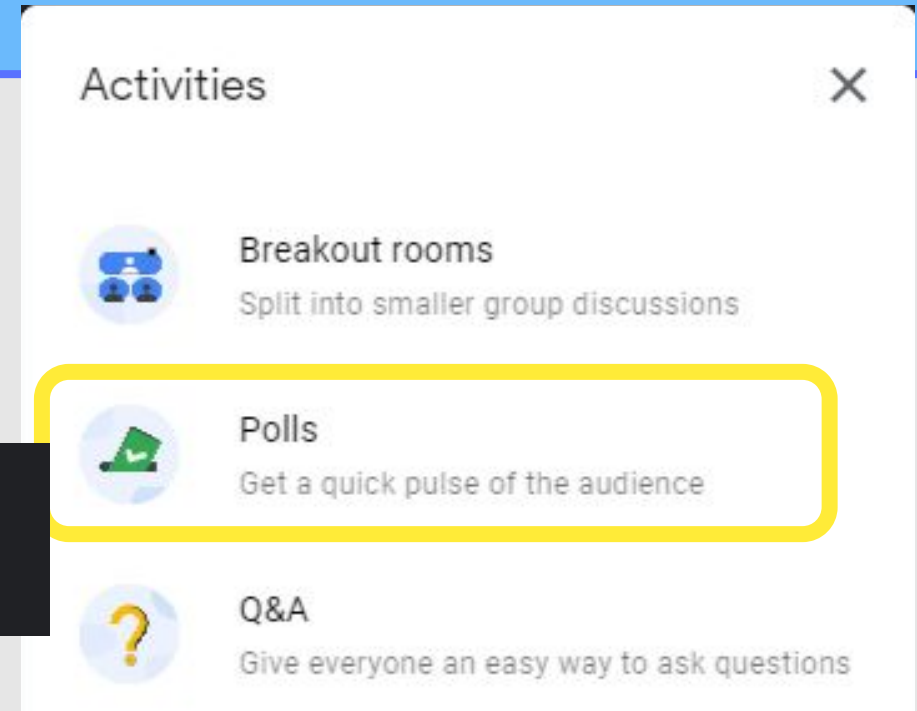 Activities
Breakout rooms
Split into smaller group discussions
Polls
Get a quick pulse of the audience
Q&A
Give everyone an easy way to ask questions